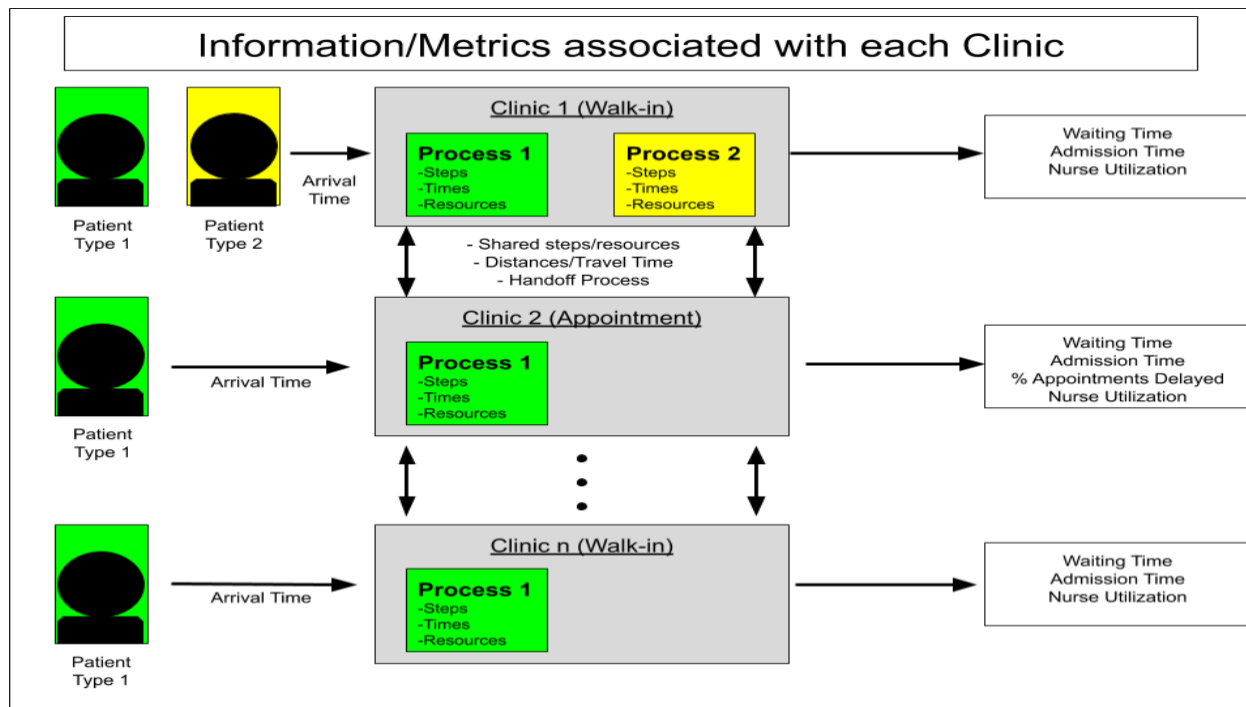 Information/Metrics associated with each Clinic
Patient
Type 1
Patient
Type 2
Arrival
Time
Clinic 1 (Walk-in)
Process 1
-Steps
-Times
-Resources
Process 2
-Steps
-Times
-Resources
Waiting Time
Admission Time
Nurse Utilization
- Shared steps/resources
- Distances/Travel Time
- Handoff Process
Patient
Type 1
Arrival Time
Clinic 2 (Appointment)
Process 1
-Steps
-Times
-Resources
Waiting Time
Admission Time
% Appointments Delayed
Nurse Utilization
Patient
Type 1
Arrival Time
Clinic n (Walk-in)
Process 1
-Steps
-Times
-Resources
Waiting Time
Admission Time
Nurse Utilization